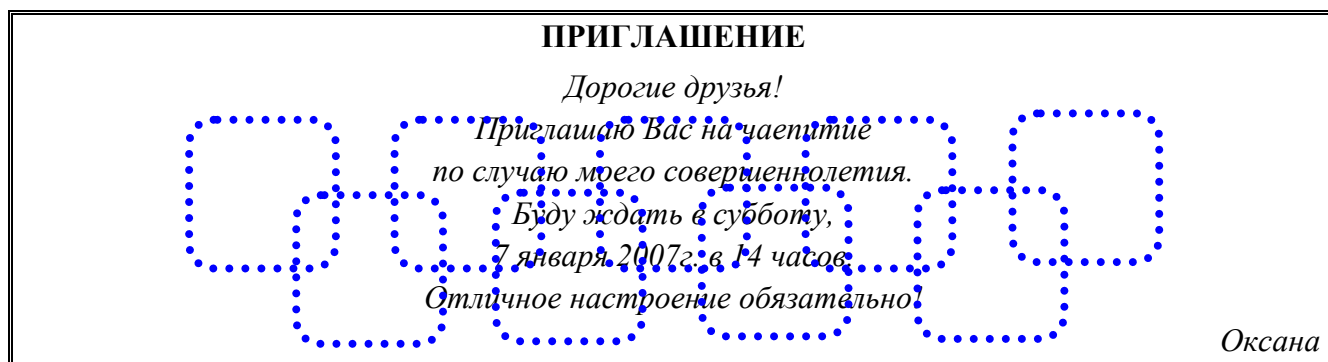 ПРИГЛАШЕНИЕ
Дорогие друзья!
Приглашаю Вас на чаепитие
по случаю моего совершеннолетия.
Буду ждать в субботу,
7 января 2007г. в 14 часов.
Отличное настроение обязательно!
Оксана